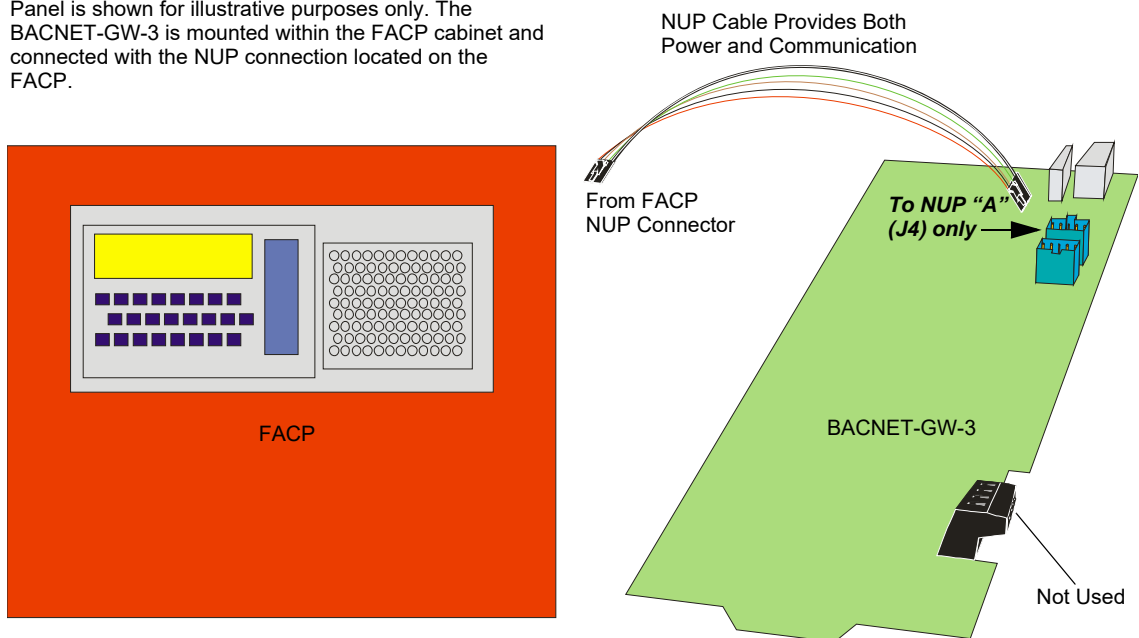 Panel is shown for illustrative purposes only. The
BACNET-GW-3 is mounted within the FACP cabinet and
connected with the NUP connection located on the
FACP.
NUP Cable Provides Both
Power and Communication
From FACP
NUP Connector
To NUP “A”
(J4) only
FACP
BACNET-GW-3
Not Used